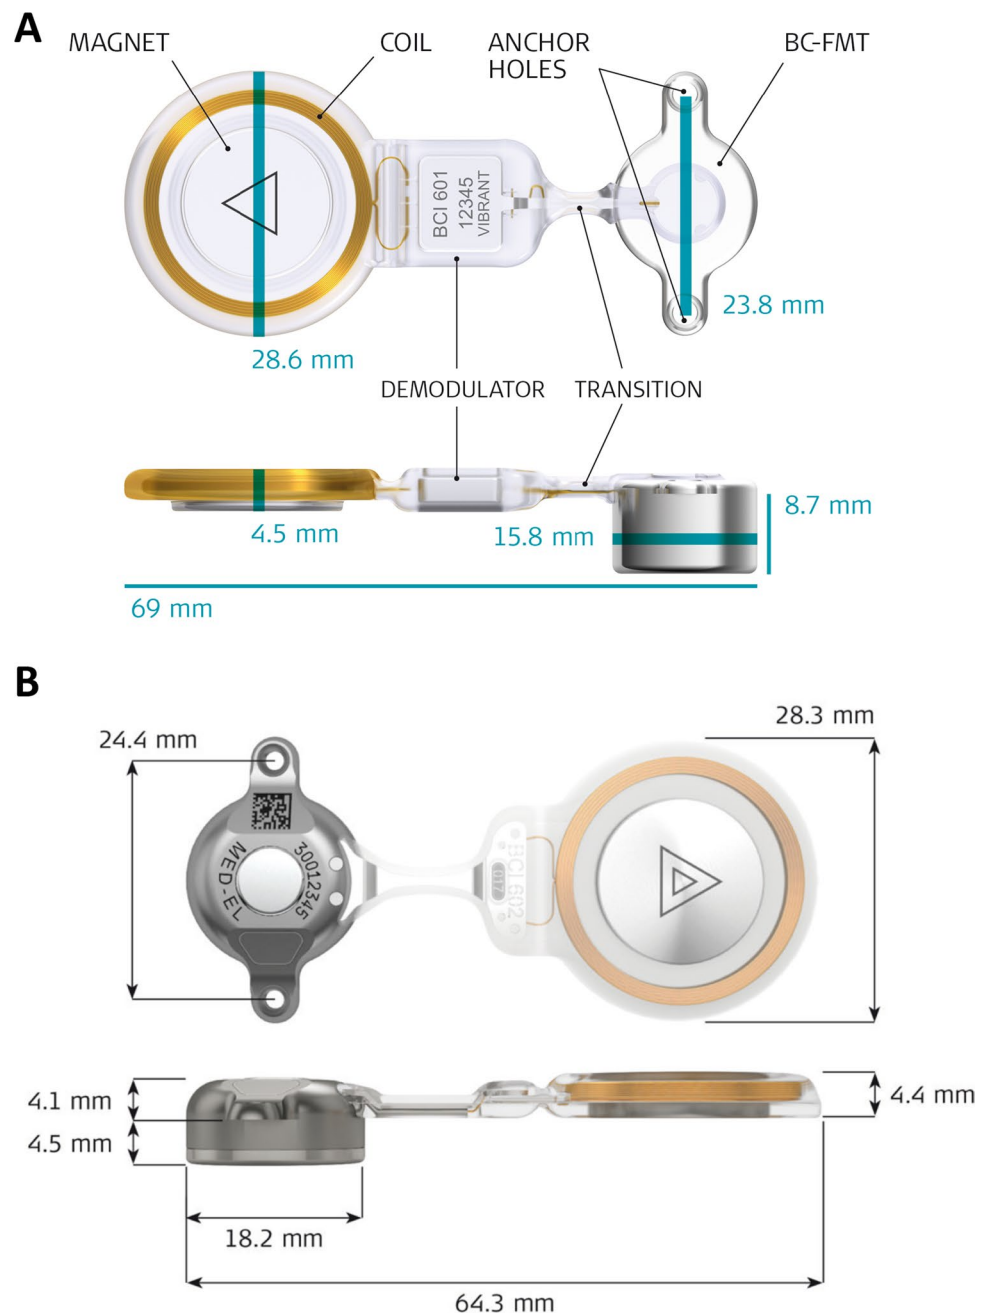 A
MAGNET
COIL
ANCHOR
HOLES
BC-FMT
BCI 601
12345
VIBRANT
23.8 mm
28.6 mm
DEMODULATOR
TRANSITION
4.5 mm
15.8 mm
8.7 mm
69 mm
B
28.3 mm
24.4 mm
MED-EL
30012345
017
BCI 602
4.1 mm
4.4 mm
4.5 mm
18.2 mm
64.3 mm